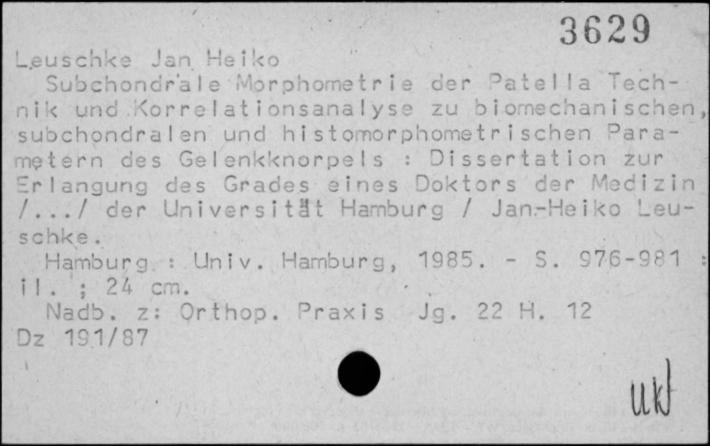 3629
Leuschke Jan Heiko
Subchondrale Morphometrie der Patella Tech-
nik und Korrelationsanalyse zu biomechanischen,
subchondralen und histomorphometrischen Para-
metern des Gelenkknorpels : Dissertation zur
Erlangung des Grades eines Doktors der Medizin
/.../ der Universität Hamburg / Jan-Heiko Leu-
schke.
Hamburg : Univ. Hamburg, 1985. - S. 976-981 :
il. ; 24 cm.
Nadb. z: Orthop. Praxis Jg. 22 H. 12
Dz 191/87